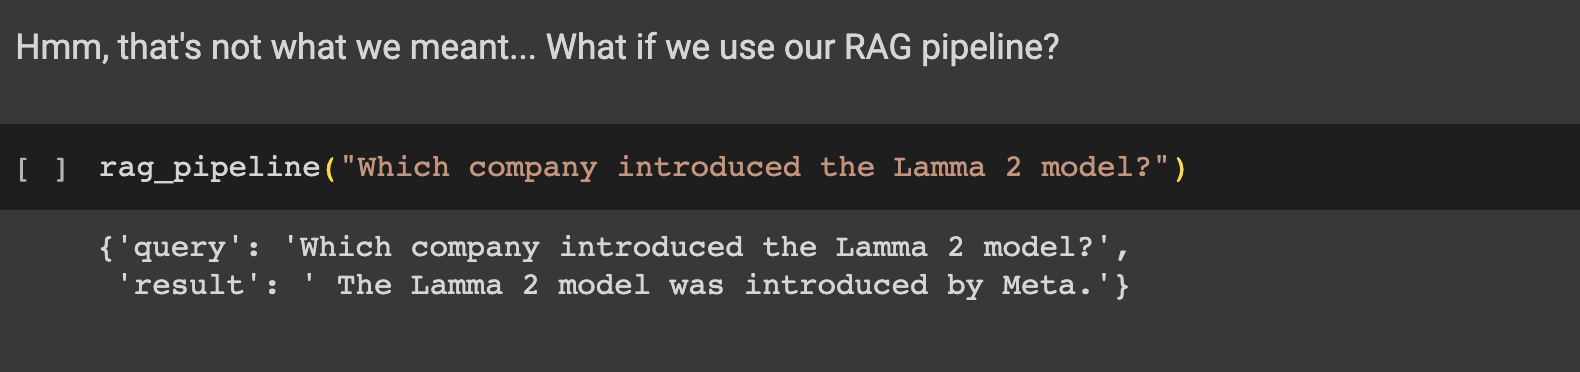 Hmm, that's not what we meant... What if we use our RAG pipeline?
[ ] rag_pipeline("Which company introduced the Lamma 2 model?")
{'query': 'Which company introduced the Lamma 2 model?',
'result': ' The Lamma 2 model was introduced by Meta.'}